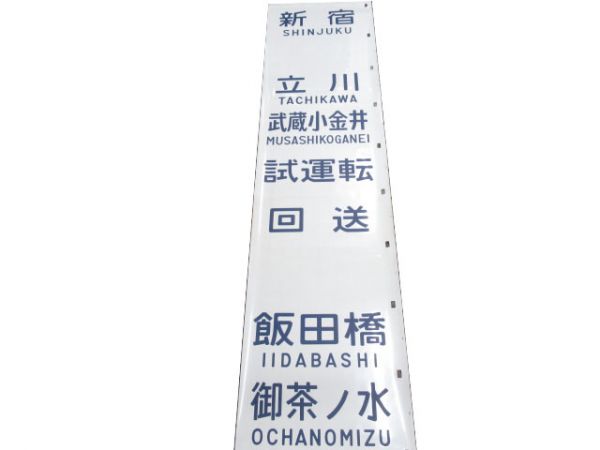 新宿
SHINJUKU
立川
TACHIKAWA
武蔵小金井
MUSASHIKOGANEI
試運転
回送
飯田橋
IIDABASHI
御茶ノ水
OCHANOMIZU